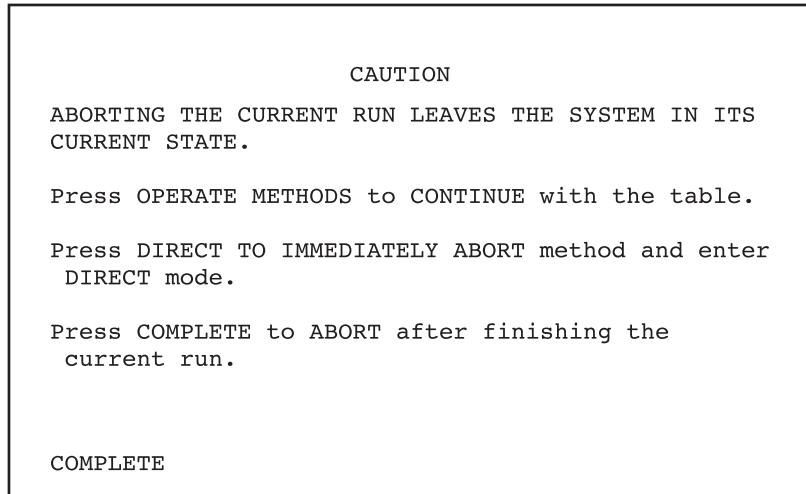 CAUTION
ABORTING THE CURRENT RUN LEAVES THE SYSTEM IN ITS
CURRENT STATE.
Press OPERATE METHODS to CONTINUE with the table.
Press DIRECT TO IMMEDIATELY ABORT method and enter
DIRECT mode.
Press COMPLETE to ABORT after finishing the
current run.
COMPLETE